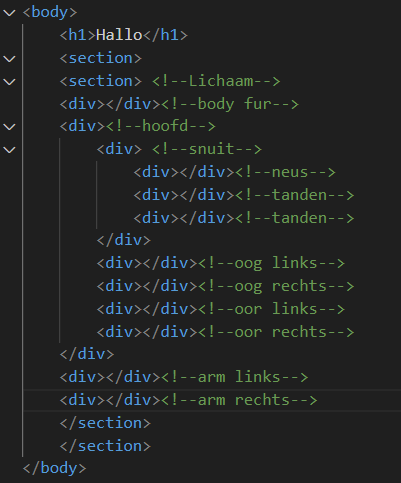 <body>
<h1>Hallo</h1>
<section>
<section> <!--Lichaam-->
<div></div><!--body fur-->
<div><!--hoofd-->
<div> <!--snuit-->
<div></div><!--neus-->
<div></div><!--tanden-->
<div></div><!--tanden-->
</div>
<div></div><!--oog links-->
<div></div><!--oog rechts-->
<div></div><!--oor links-->
<div></div><!--oor rechts-->
</div>
<div></div><!--arm links-->
<div></div><!--arm rechts-->
</section>
</section>
</body>